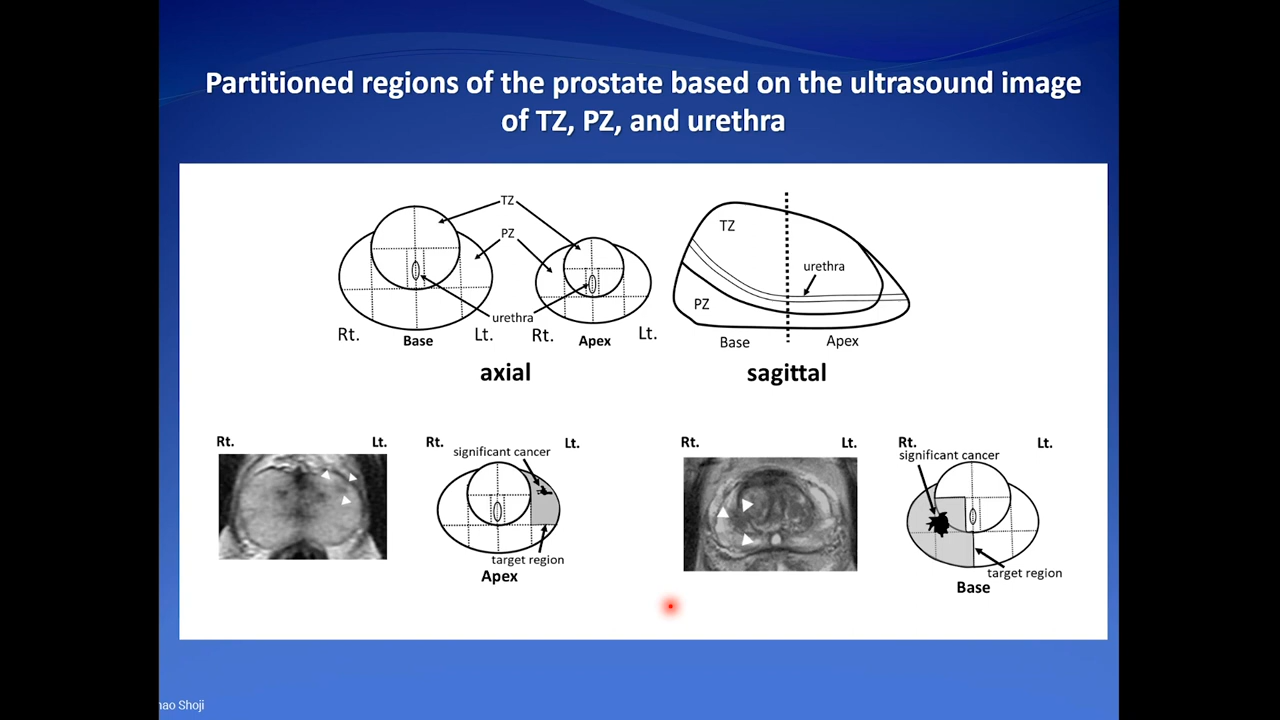 Partitioned regions of the prostate based on the ultrasound image
of TZ, PZ, and urethra
TZ
PZ
urethra
Rt.
Base
Lt.
Rt.
Apex
Lt.
axial
TZ
urethra
PZ
Base
Apex
sagittal
Rt.
Lt.
Rt.
Lt.
significant cancer
target region
Apex
Rt.
Lt.
Rt.
Lt.
significant cancer
target region
Base
Shoji